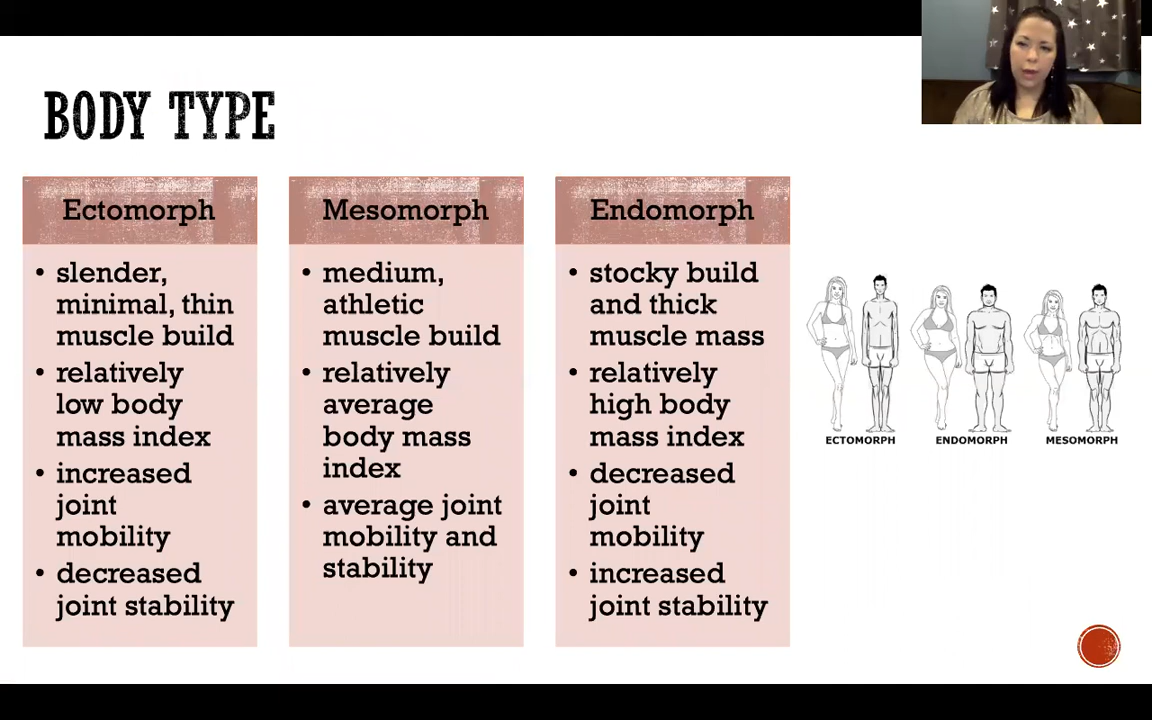 BODY TYPE
Ectomorph
• slender,
minimal, thin
muscle build
• relatively
low body
mass index
• increased
joint
mobility
• decreased
joint stability
Mesomorph
• medium,
athletic
muscle build
• relatively
average
body mass
index
• average joint
mobility and
stability
Endomorph
• stocky build
and thick
muscle mass
• relatively
high body
mass index
• decreased
joint
mobility
• increased
joint stability
ECTOMORPH
ENDOMORPH
MESOMORPH